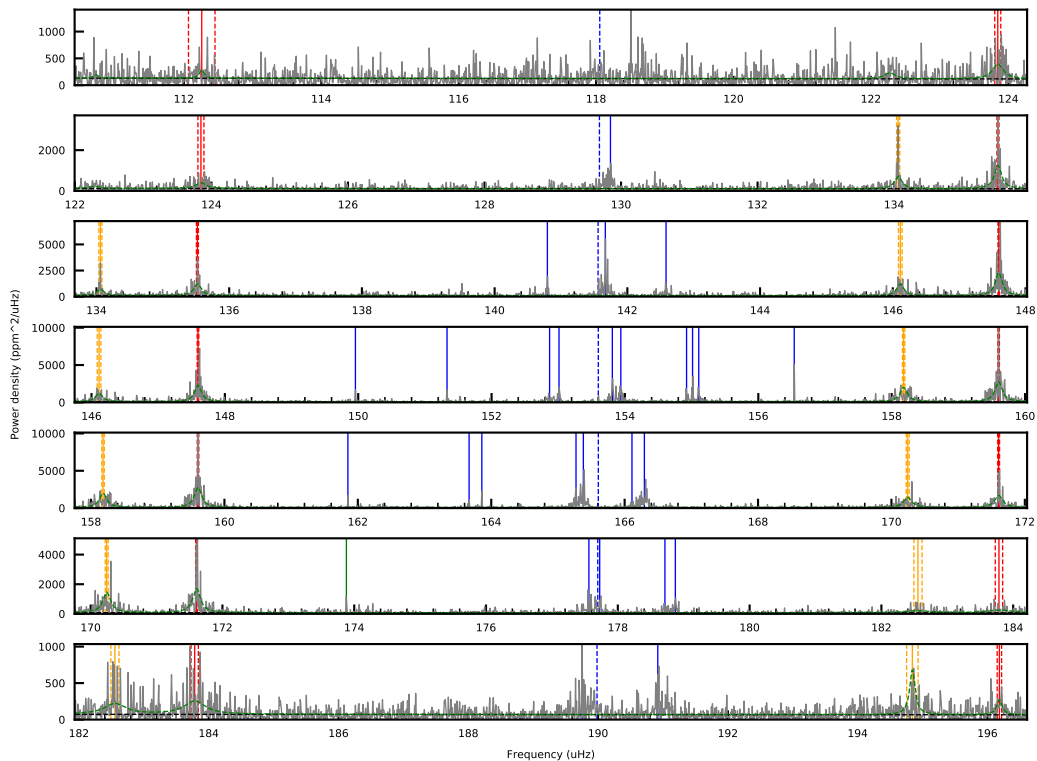 1000
500
0
112 114 116 118 120 122 124
2000
0
122 124 126 128 130 132 134
5000
2500
0
134 136 138 140 142 144 146 148
10000
5000
0
146 148 150 152 154 156 158 160
Power density (ppm^2/uHz)
10000
5000
0
158 160 162 164 166 168 170 172
4000
2000
0
170 172 174 176 178 180 182 184
1000
500
0
182 184 186 188 190 192 194 196
Frequency (uHz)